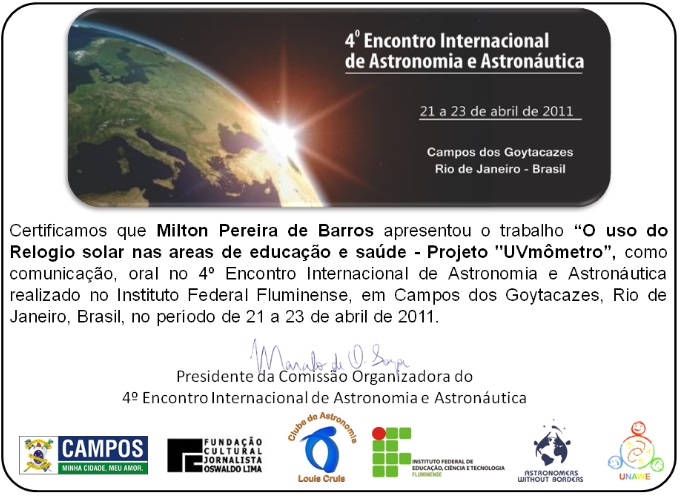 4º Encontro Internacional
de Astronomia e Astronáutica
21 a 23 de abril de 2011
Campos dos Goytacazes
Rio de Janeiro - Brasil
Certificamos que Milton Pereira de Barros apresentou o trabalho “O uso do
Relogio solar nas areas de educação e saúde - Projeto "UVmômetro”, como
comunicação, oral no 4º Encontro Internacional de Astronomia e Astronáutica
realizado no Instituto Federal Fluminense, em Campos dos Goytacazes, Rio de
Janeiro, Brasil, no periodo de 21 a 23 de abril de 2011.
Presidente da Comissão Organizadora do
4º Encontro Internacional de Astronomia e Astronáutica
CAMPOS
MINHA CIDADE, MEU AMOR.
FUNDAÇÃO
CULTURAL
JORNALISTA
OSWALDO LIMA
Clube de Astronomia
Louis Cruls
INSTITUTO FEDERAL DE
EDUCAÇÃO, CIÊNCIA E TECNOLOGIA
FLUMINENSE
ASTRONOMERS
WITHOUT BORDERS
UNAWE